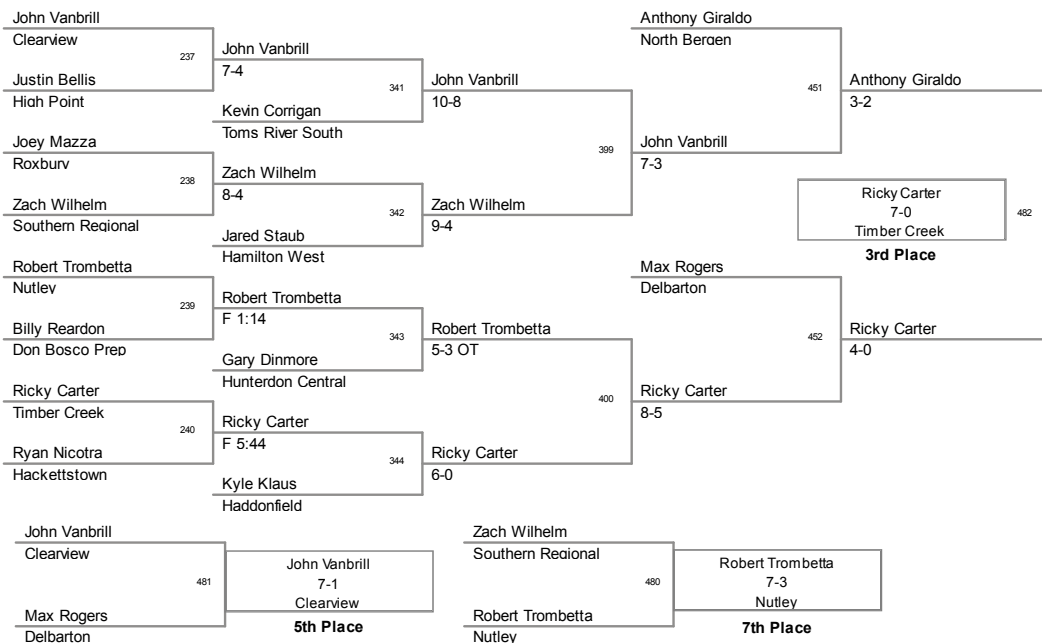 John Vanbrill
Clearview
237
Justin Bellis
High Point
Joey Mazza
Roxbury
238
Zach Wilhelm
Southern Regional
Robert Trombetta
Nutley
239
Billy Reardon
Don Bosco Prep
Ricky Carter
Timber Creek
240
Ryan Nicotra
Hackettstown
John Vanbrill
7-4
341
Kevin Corrigan
Toms River South
Zach Wilhelm
8-4
342
Jared Staub
Hamilton West
Robert Trombetta
F 1:14
343
Gary Dinmore
Hunterdon Central
Ricky Carter
F 5:44
344
Kyle Klaus
Haddonfield
John Vanbrill
10-8
399
Zach Wilhelm
9-4
Robert Trombetta
5-3 OT
400
Ricky Carter
6-0
Anthony Giraldo
North Bergen
451
John Vanbrill
7-3
Max Rogers
Delbarton
452
Ricky Carter
8-5
Anthony Giraldo
3-2
Ricky Carter
7-0
Timber Creek
482
3rd Place
Ricky Carter
4-0
John Vanbrill
Clearview
481
Max Rogers
Delbarton
John Vanbrill
7-1
Clearview
5th Place
Zach Wilhelm
Southern Regional
480
Robert Trombetta
Nutley
Robert Trombetta
7-3
Nutley
7th Place